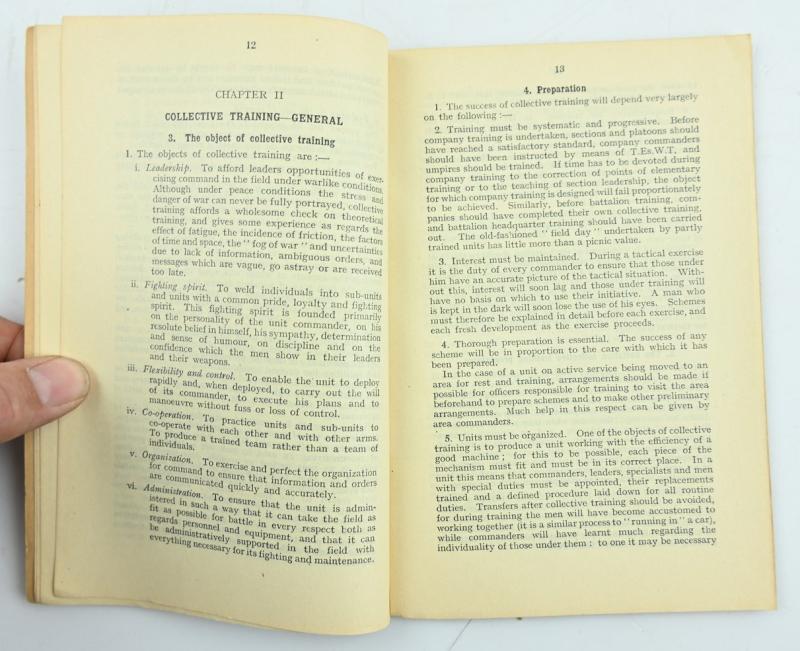 12
CHAPTER II
COLLECTIVE TRAINING—GENERAL
3. The object of collective training
1. The objects of collective training are :—
i. Leadership. To afford leaders opportunities of exer-
cising command in the field under warlike conditions.
Although under peace conditions the stress and
danger of war can never be fully portrayed, collective
training affords a wholesome check on theoretical
training, and gives some experience as regards the
effect of fatigue, the incidence of friction, the factors
of time and space, the " fog of war " and uncertainties
due to lack of information, ambiguous orders, and
messages which are vague, go astray or are received
too late.
ii. Fighting spirit. To weld individuals into sub-units
and units with a common pride, loyalty and fighting
spirit. This fighting spirit is founded primarily
on the personality of the unit commander, on his
resolute belief in himself, his sympathy, determination
and sense of humour, on discipline and on the
confidence which the men show in their leaders
and their weapons.
iii. Flexibility and control. To enable the unit to deploy
rapidly and, when deployed, to carry out the will
of its commander, to execute his plans and to
manœuvre without fuss or loss of control.
iv. Co-operation. To practice units and sub-units to
co-operate with each other and with other arms.
To produce a trained team rather than a team of
individuals.
v. Organization. To exercise and perfect the organization
for command to ensure that information and orders
are communicated quickly and accurately.
vi. Administration. To ensure that the unit is admin-
istered in such a way that it can take the field as
fit as possible for battle in every respect both as
regards personnel and equipment, and that it can
be administratively supported in the field with
everything necessary for its fighting and maintenance.
13
4. Preparation
1. The success of collective training will depend very largely
on the following :—
2. Training must be systematic and progressive. Before
company training is undertaken, sections and platoons should
have reached a satisfactory standard, company commanders
should have been instructed by means of T.Es.W.T, and
umpires should be trained. If time has to be devoted during
company training to the correction of points of elementary
training or to the teaching of section leadership, the object
for which company training is designed will fail proportionately
to be achieved. Similarly, before battalion training, com-
panies should have completed their own collective training,
and battalion headquarter training should have been carried
out. The old-fashioned " field day " undertaken by partly
trained units has little more than a picnic value.
3. Interest must be maintained. During a tactical exercise
it is the duty of every commander to ensure that those under
him have an accurate picture of the tactical situation. With-
out this, interest will soon lag and those under training will
have no basis on which to use their initiative. A man who
is kept in the dark will soon lose the use of his eyes. Schemes
must therefore be explained in detail before each exercise, and
each fresh development as the exercise proceeds.
4. Thorough preparation is essential. The success of any
scheme will be in proportion to the care with which it has
been prepared.
In the case of a unit on active service being moved to an
area for rest and training, arrangements should be made if
possible for officers responsible for training to visit the area
beforehand to prepare schemes and to make other preliminary
arrangements. Much help in this respect can be given by
area commanders.
5. Units must be organized. One of the objects of collective
training is to produce a unit working with the efficiency of a
good machine ; for this to be possible, each piece of the
mechanism must fit and must be in its correct place. In a
unit this means that commanders, leaders, specialists and men
with special duties must be appointed, their replacements
trained and a defined procedure laid down for all routine
duties. Transfers after collective training should be avoided,
for during training the men will have become accustomed to
working together (it is a similar process to " running in " a car),
while commanders will have learnt much regarding the
individuality of those under them : to one it may be necessary